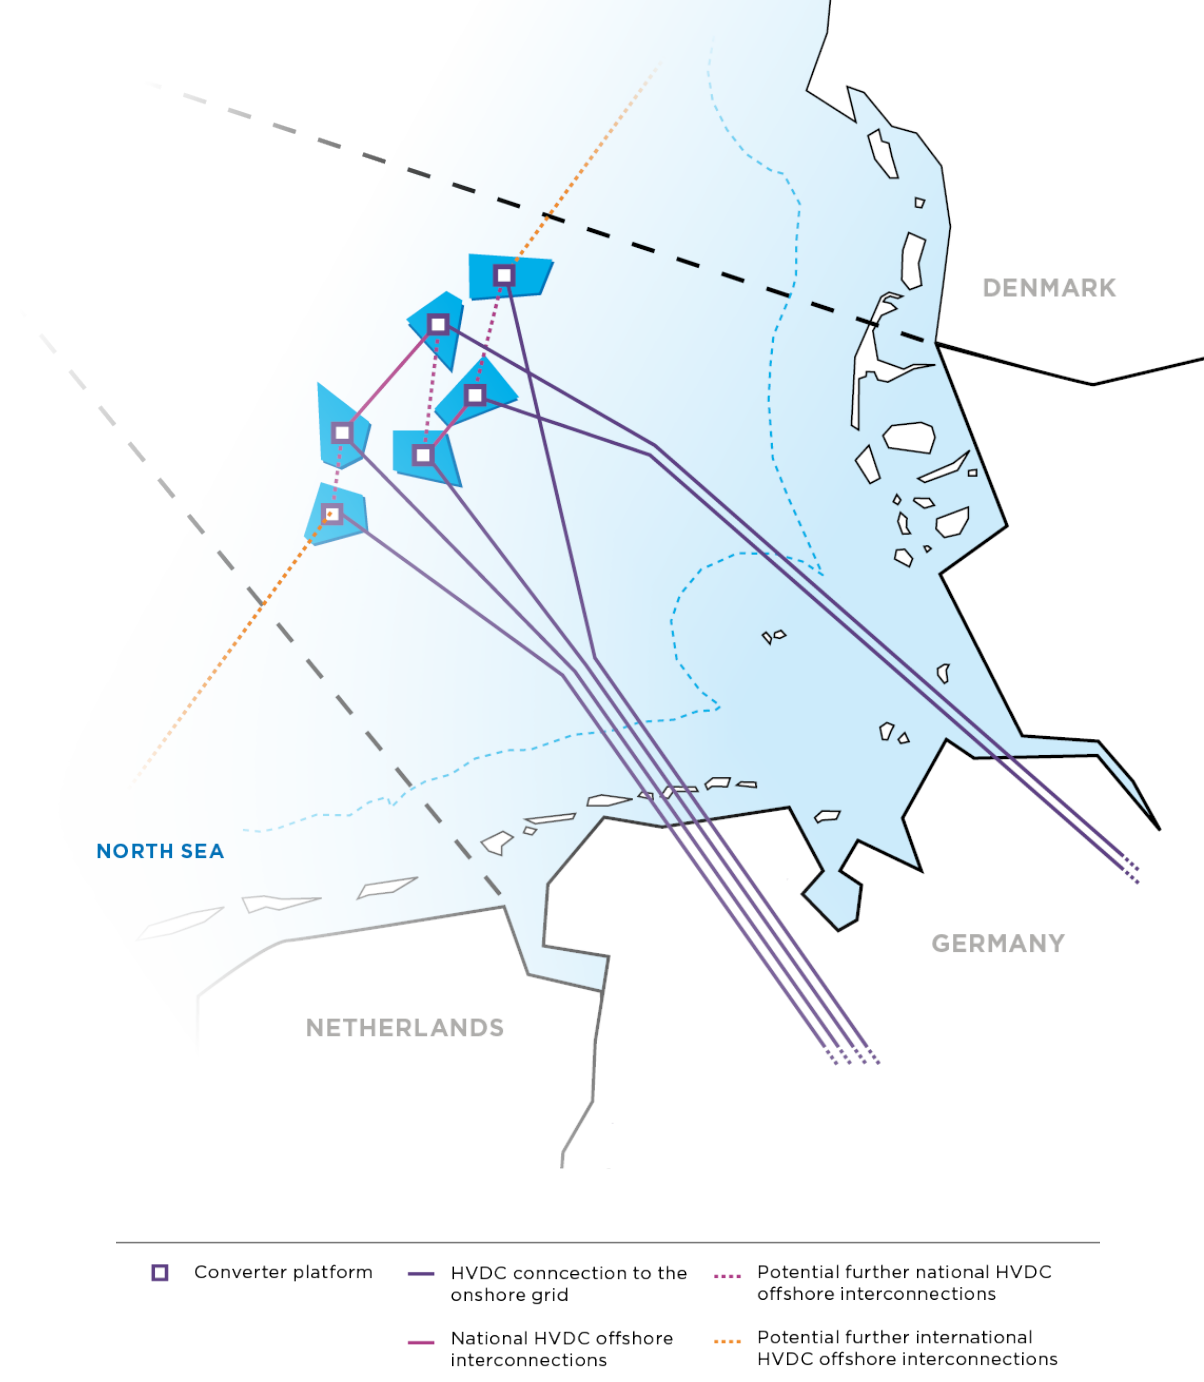 DENMARK
NORTH SEA
GERMANY
NETHERLANDS
Converter platform
HVDC conncection to the
onshore grid
National HVDC offshore
interconnections
Potential further national HVDC
offshore interconnections
Potential further international
HVDC offshore interconnections